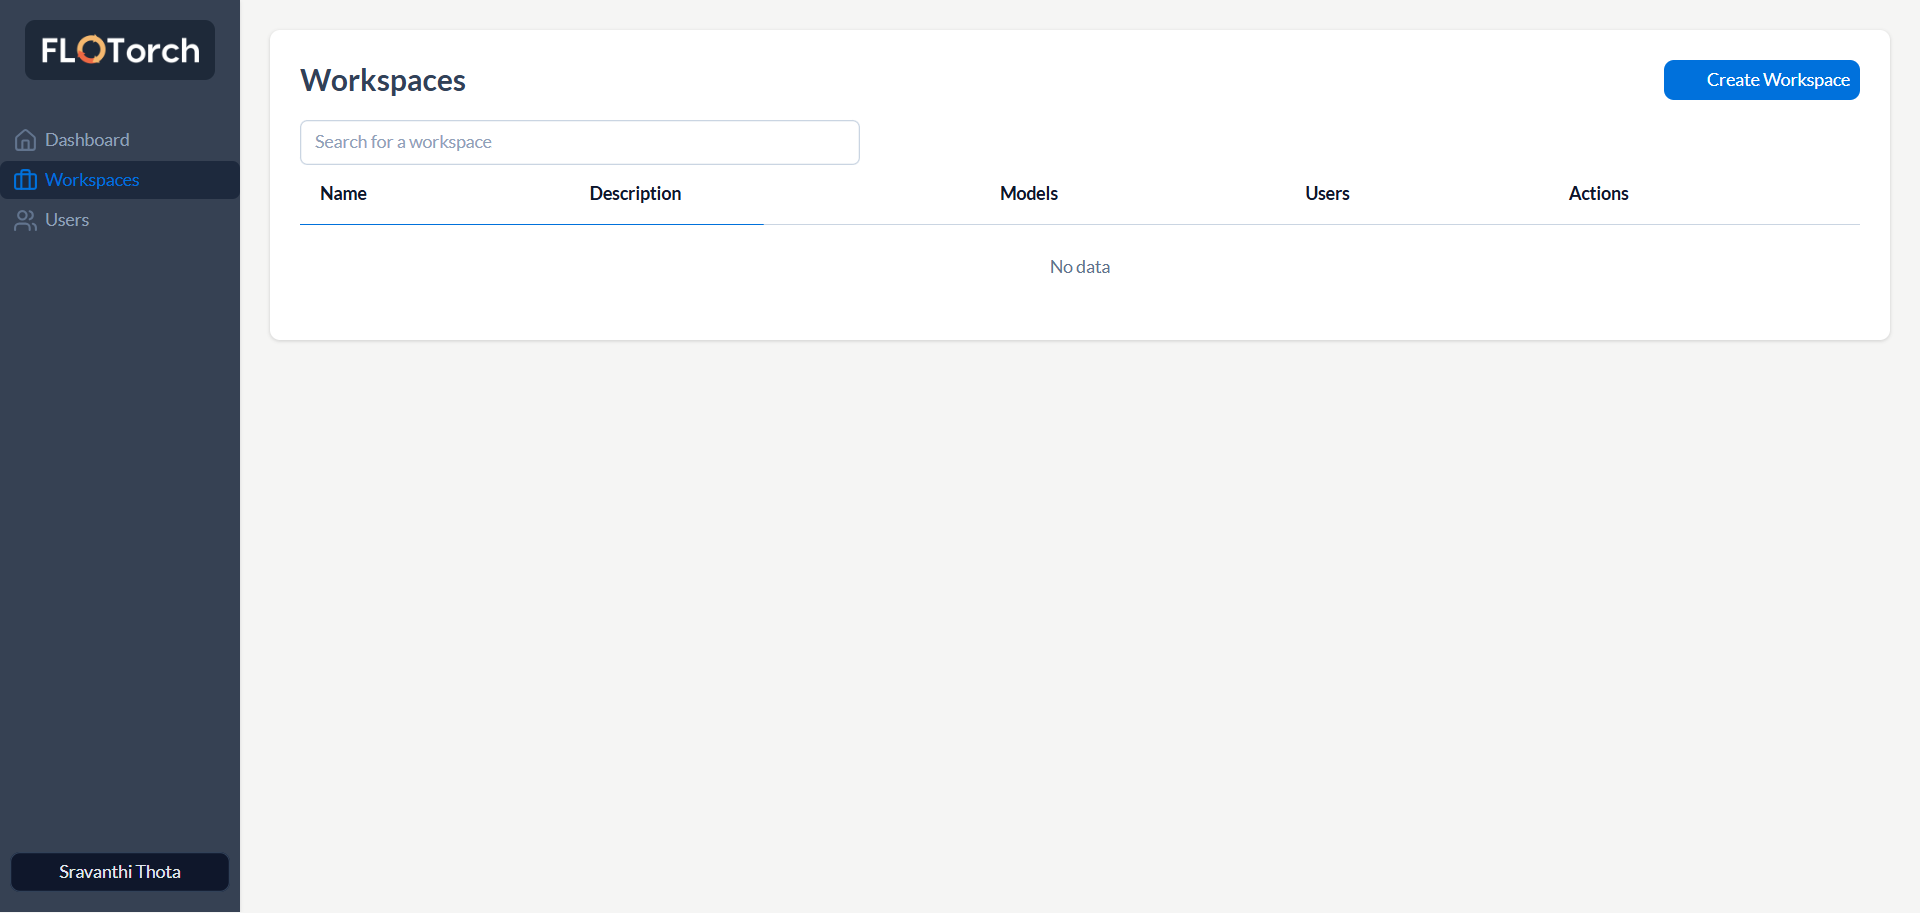 FLOTorch
Dashboard
Workspaces
Users
Sravanthi Thota
Workspaces
Create Workspace
Search for a workspace
Name Description Models Users Actions
No data